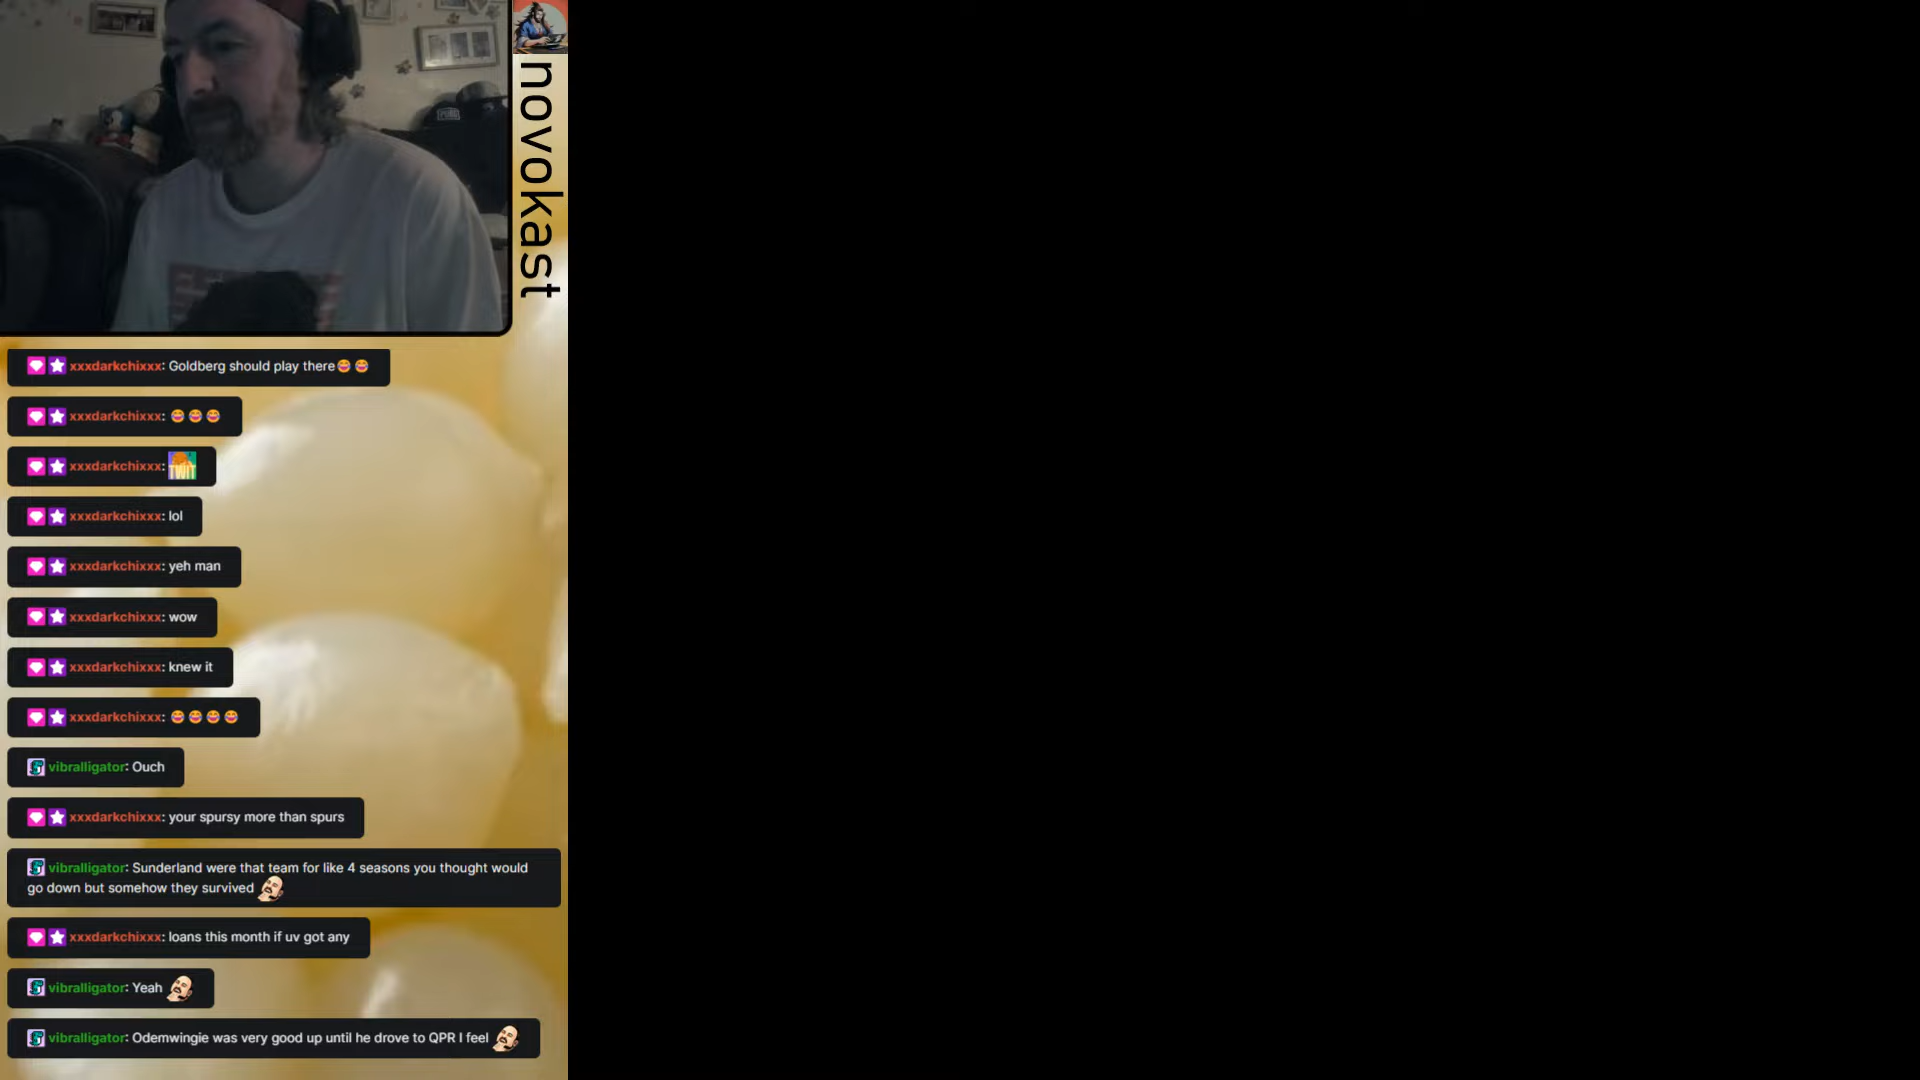 novokast
xxxdarkchixxx: Goldberg should play there😂 😂
xxxdarkchixxx: 😂 😂 😂
xxxdarkchixxx: TWIT
xxxdarkchixxx: lol
xxxdarkchixxx: yeh man
xxxdarkchixxx: wow
xxxdarkchixxx: knew it
xxxdarkchixxx: 😂 😂 😂 😂
vibralligator: Ouch
xxxdarkchixxx: your spursy more than spurs
vibralligator: Sunderland were that team for like 4 seasons you thought would
go down but somehow they survived
xxxdarkchixxx: loans this month if uv got any
vibralligator: Yeah
vibralligator: Odemwingie was very good up until he drove to QPR I feel